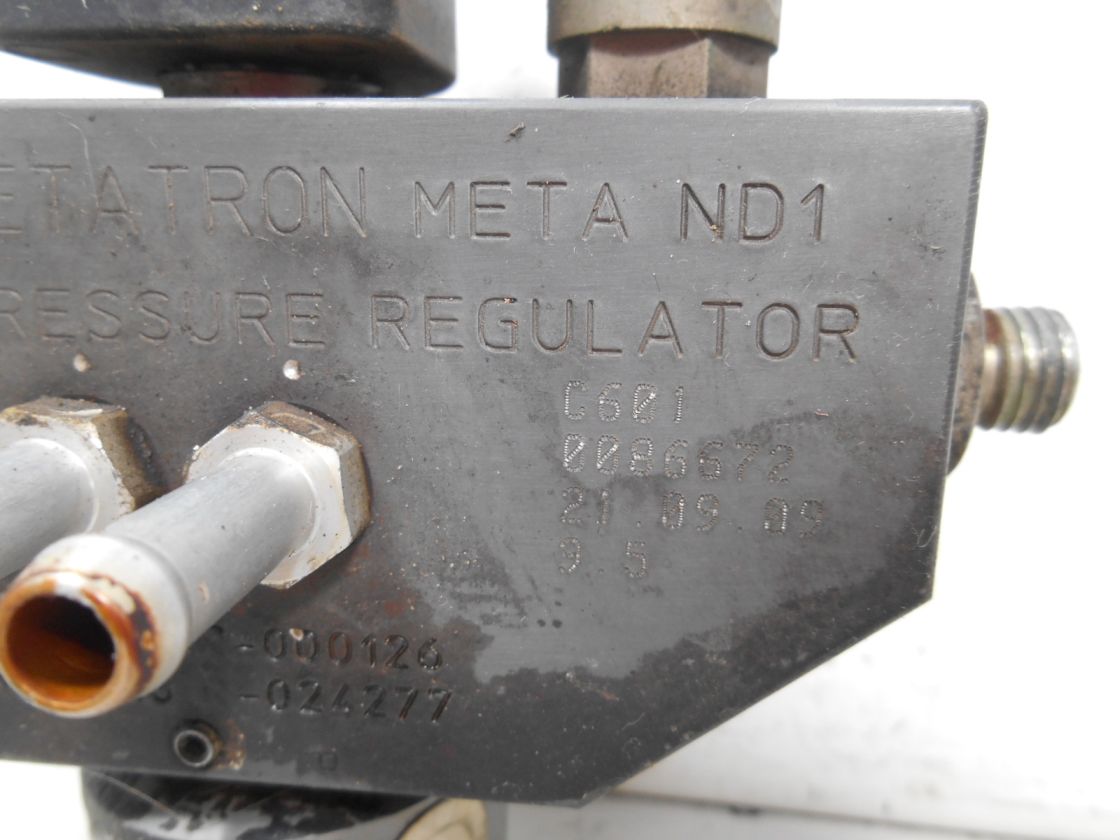 ETATRON META ND1
RESSURE REGULATOR
C601
0086672
21.09.09
9.5
-000126
-024277